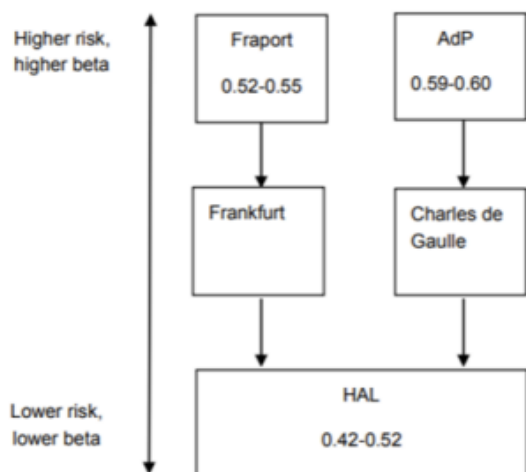 Higher risk,
higher beta
Fraport
0.52-0.55
AdP
0.59-0.60
Frankfurt
Charles de
Gaulle
Lower risk,
lower beta
HAL
0.42-0.52